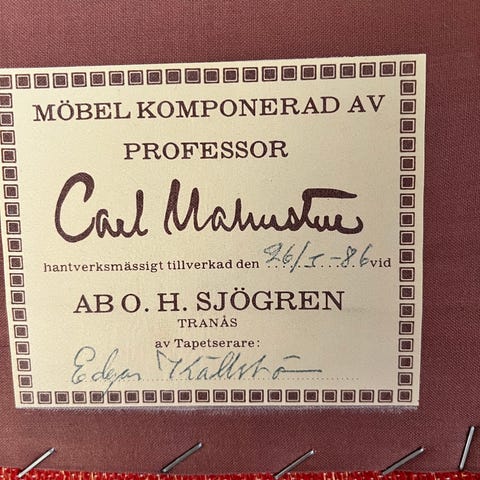 MÖBEL KOMPONERAD AV
PROFESSOR
Carl Malmsten
hantverksmässigt tillverkad den 26/5-86 vid
AB O. H. SJÖGREN
TRANÅS
av Tapetserare:
Edgar Källström